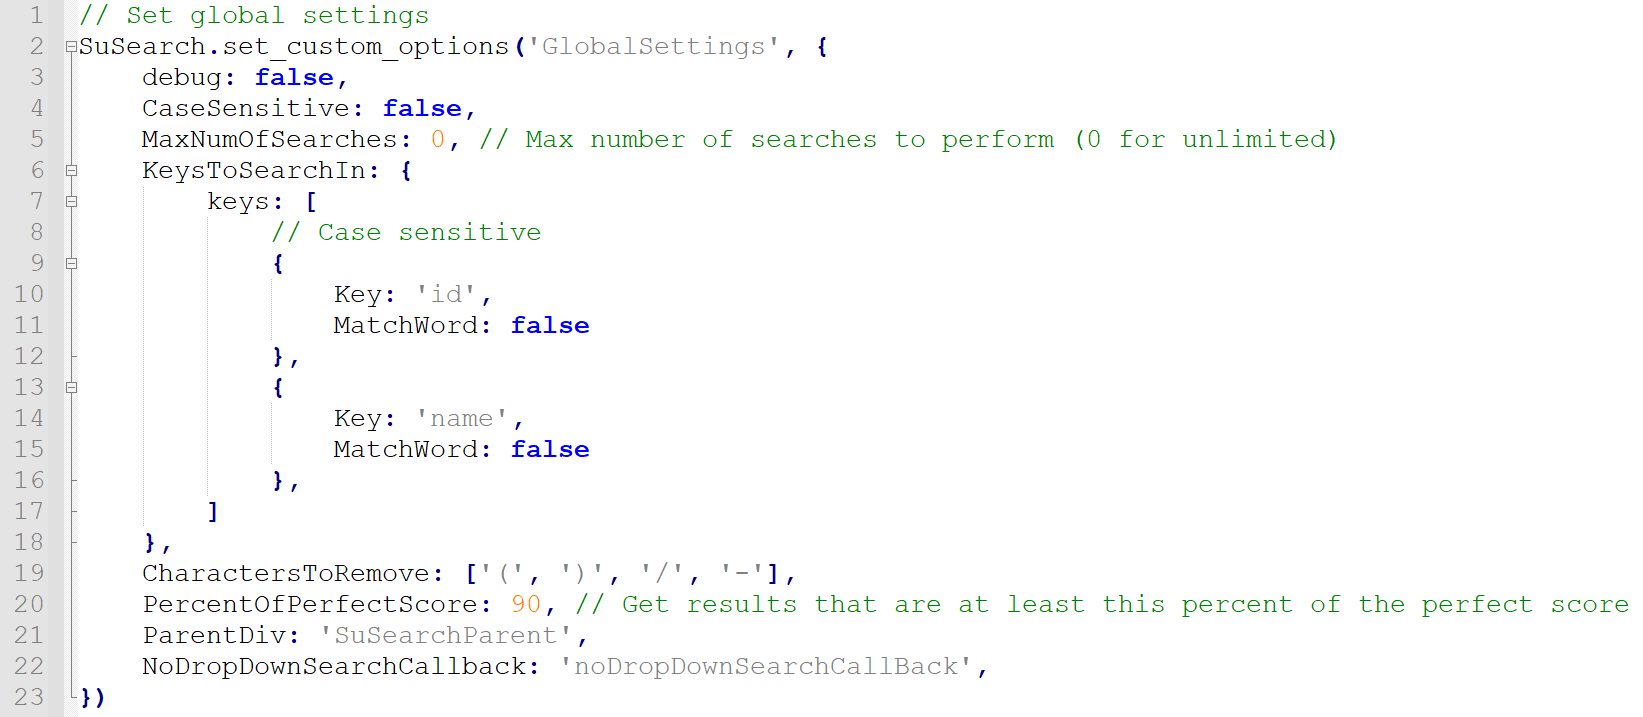 1 // Set global settings
2 SuSearch.set_custom_options('GlobalSettings', {
3     debug: false,
4     CaseSensitive: false,
5     MaxNumOfSearches: 0, // Max number of searches to perform (0 for unlimited)
6     KeysToSearchIn: {
7         keys: [
8             // Case sensitive
9             {
10                 Key: 'id',
11                 MatchWord: false
12             },
13             {
14                 Key: 'name',
15                 MatchWord: false
16             },
17         ]
18     },
19     CharactersToRemove: ['(', ')', '/', '-'],
20     PercentOfPerfectScore: 90, // Get results that are at least this percent of the perfect score
21     ParentDiv: 'SuSearchParent',
22     NoDropDownSearchCallback: 'noDropDownSearchCallBack',
23 })